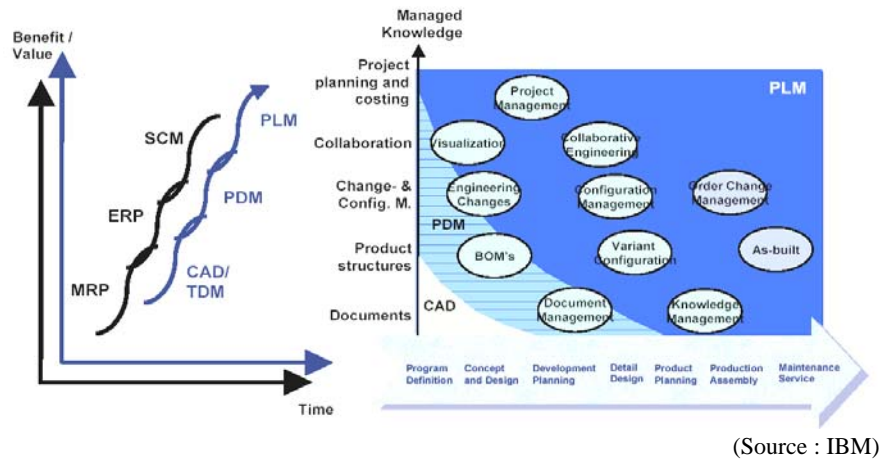 Benefit /
Value
SCM
PLM
ERP
PDM
MRP
CAD/
TDM
Time
Managed
Knowledge
Project
planning and
costing
Collaboration
Change- &
Config. M.
Product
structures
Documents
PLM
Project
Management
Visualization
Collaborative
Engineering
Engineering
Changes
Configuration
Management
Order Change
Management
PDM
BOM's
Variant
Configuration
As-built
CAD
Document
Management
Knowledge
Management
Program
Definition
Concept
and Design
Development
Planning
Detail
Design
Product
Planning
Production
Assembly
Maintenance
Service
(Source : IBM)